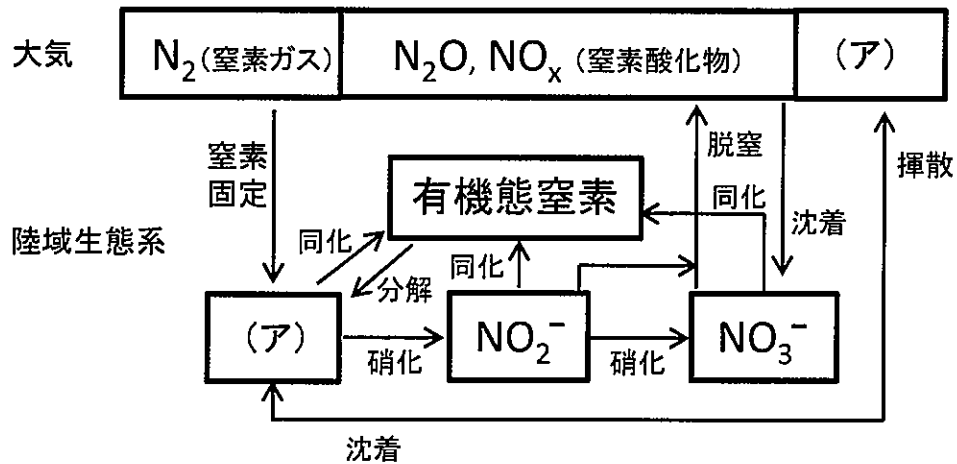 大気
N₂(窒素ガス)
N₂O, NOₓ (窒素酸化物)
(ア)
窒素
固定
脱窒
揮散
有機態窒素
同化
沈着
陸域生態系
同化
分解
同化
(ア)
硝化
NO₂⁻
硝化
NO₃⁻
沈着